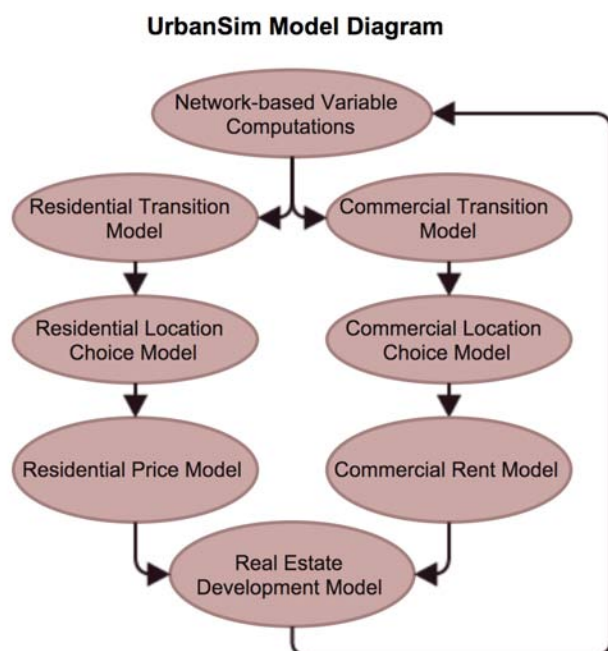 UrbanSim Model Diagram
Network-based Variable
Computations
Residential Transition
Model
Commercial Transition
Model
Residential Location
Choice Model
Commercial Location
Choice Model
Residential Price Model
Commercial Rent Model
Real Estate
Development Model